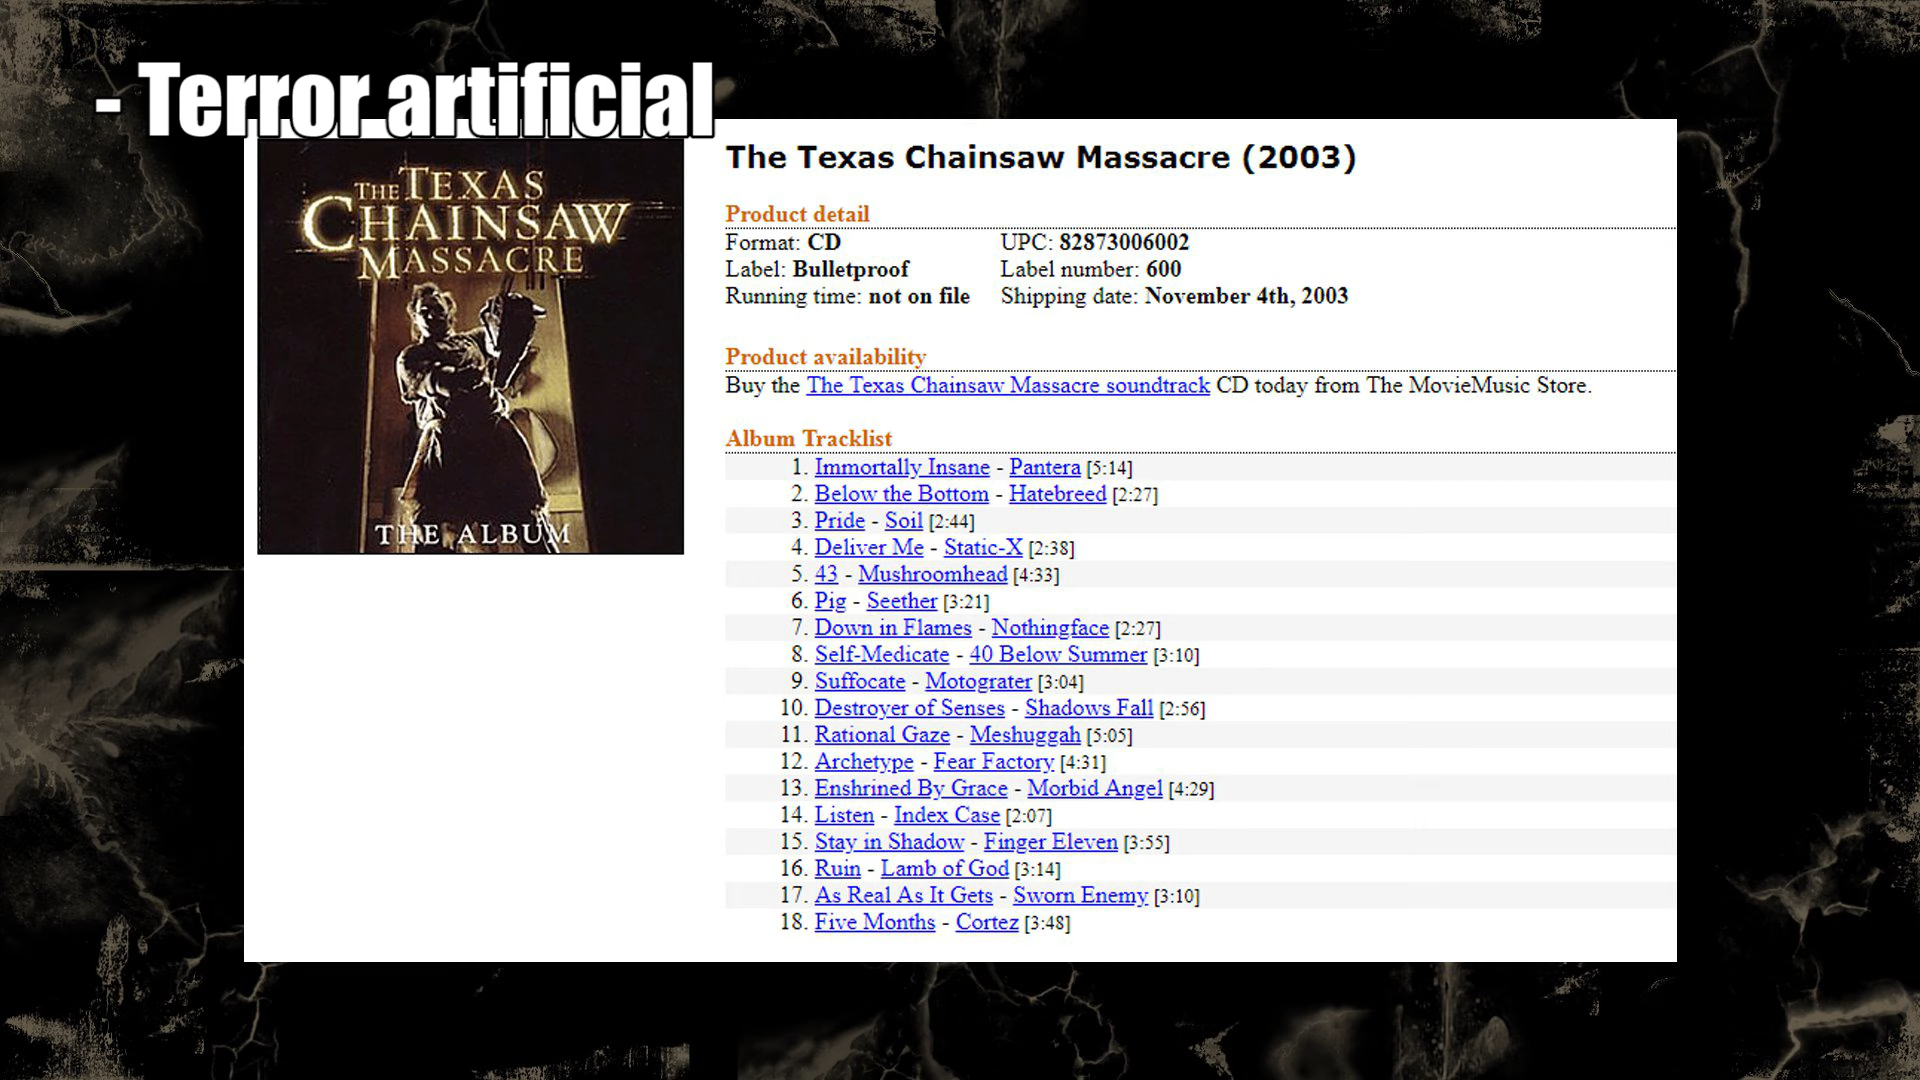 - Terror artificial
THE TEXAS
CHAINSAW
MASSACRE
THE ALBUM
The Texas Chainsaw Massacre (2003)
Product detail
Format: CD UPC: 82873006002
Label: Bulletproof Label number: 600
Running time: not on file Shipping date: November 4th, 2003
Product availability
Buy the The Texas Chainsaw Massacre soundtrack CD today from The MovieMusic Store.
Album Tracklist
1. Immortally Insane - Pantera [5:14]
2. Below the Bottom - Hatebreed [2:27]
3. Pride - Soil [2:44]
4. Deliver Me - Static-X [2:38]
5. 43 - Mushroomhead [4:33]
6. Pig - Seether [3:21]
7. Down in Flames - Nothingface [2:27]
8. Self-Medicate - 40 Below Summer [3:10]
9. Suffocate - Motograter [3:04]
10. Destroyer of Senses - Shadows Fall [2:56]
11. Rational Gaze - Meshuggah [5:05]
12. Archetype - Fear Factory [4:31]
13. Enshrined By Grace - Morbid Angel [4:29]
14. Listen - Index Case [2:07]
15. Stay in Shadow - Finger Eleven [3:55]
16. Ruin - Lamb of God [3:14]
17. As Real As It Gets - Sworn Enemy [3:10]
18. Five Months - Cortez [3:48]